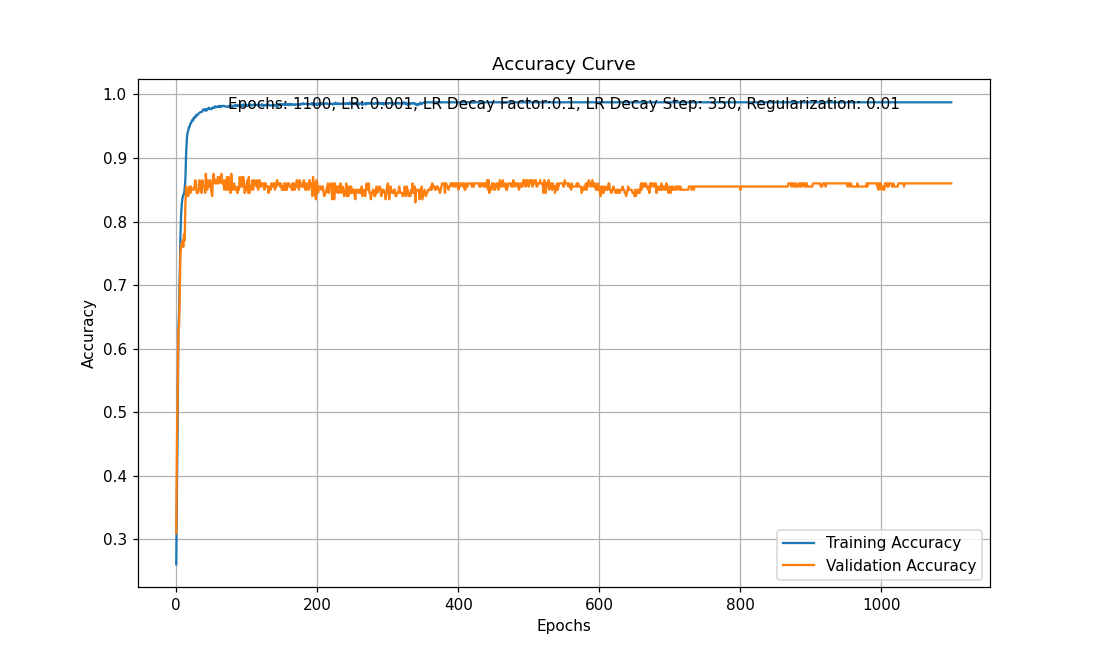 Accuracy Curve
Epochs: 1100, LR: 0.001, LR Decay Factor:0.1, LR Decay Step: 350, Regularization: 0.01
Accuracy
1.0
0.9
0.8
0.7
0.6
0.5
0.4
0.3
0 200 400 600 800 1000
Epochs
Training Accuracy
Validation Accuracy